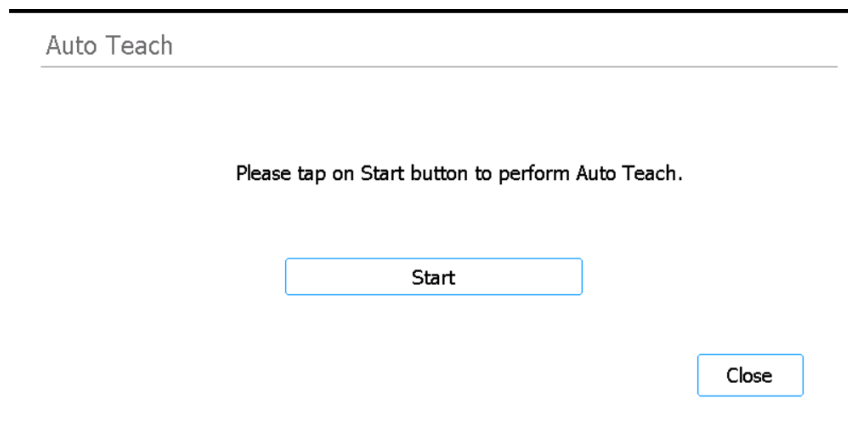 Auto Teach
Please tap on Start button to perform Auto Teach.
Start
Close